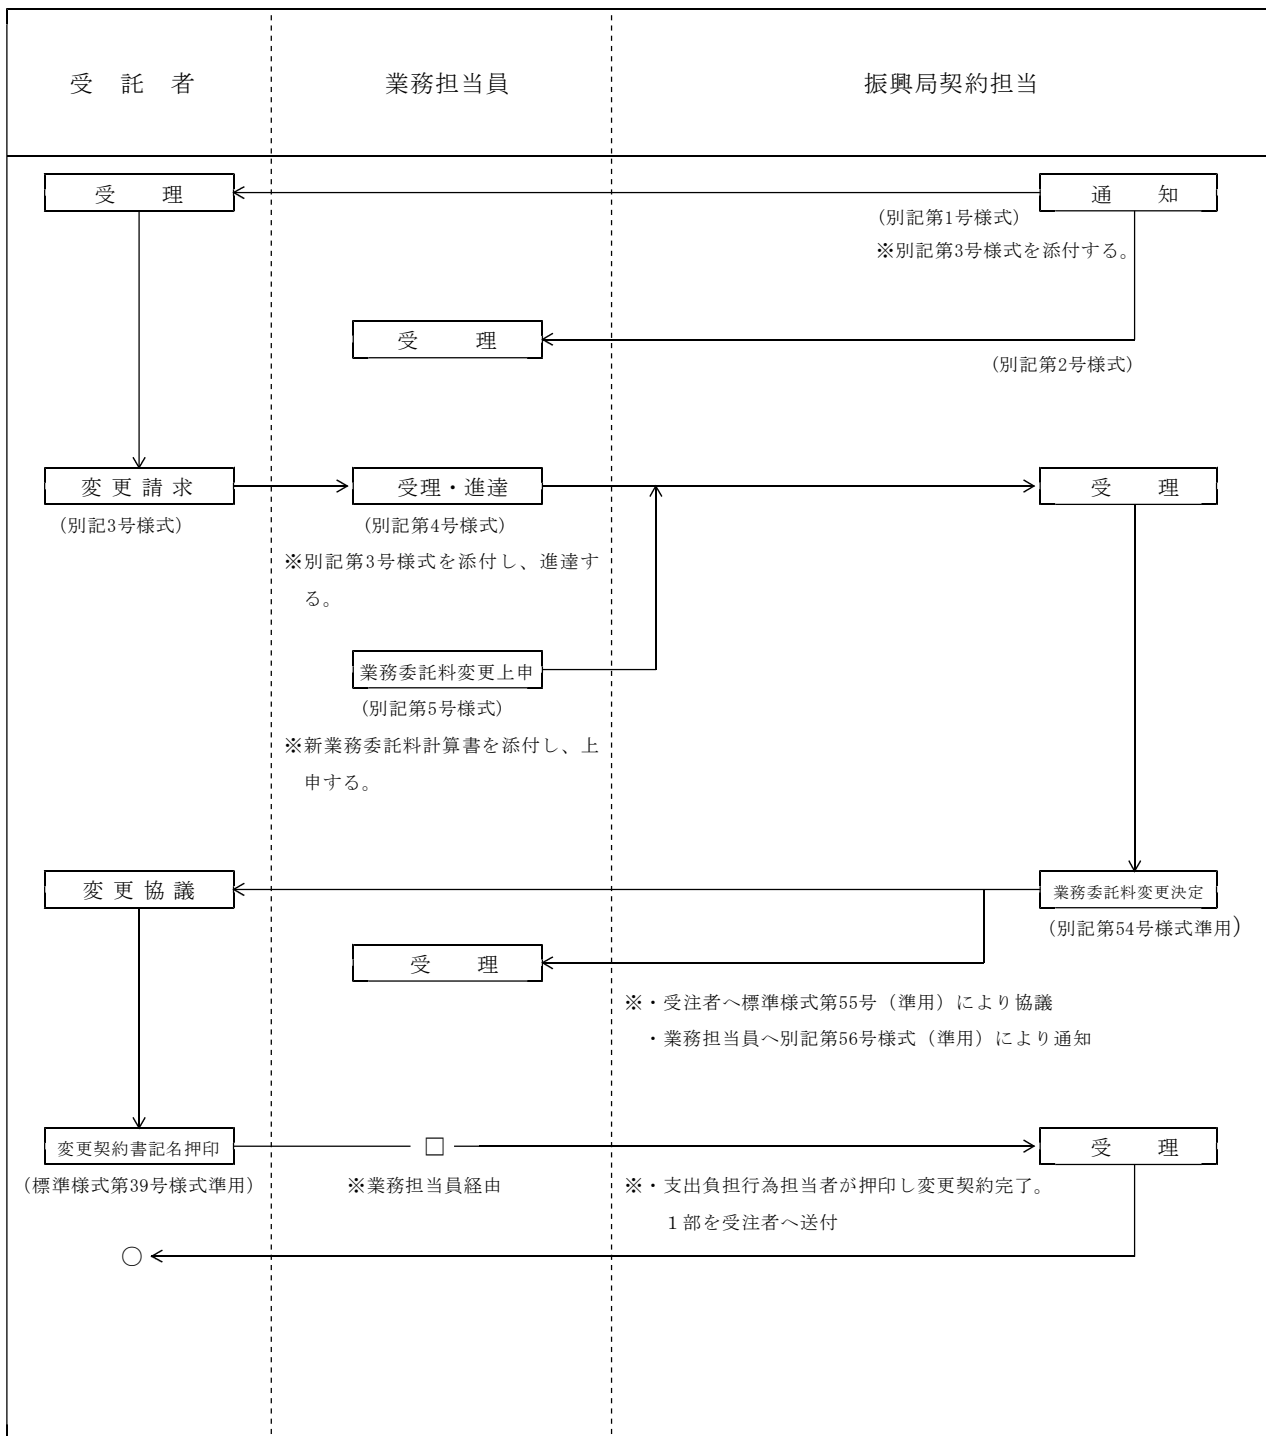 受　託　者
業務担当員
振興局契約担当
受　　理
通　　知
(別記第1号様式)
※別記第3号様式を添付する。
受　　理
(別記第2号様式)
変 更 請 求
受理・進達
受　　理
(別記3号様式)
(別記第4号様式)
※別記第3号様式を添付し、進達す
る。
業務委託料変更上申
(別記第5号様式)
※新業務委託料計算書を添付し、上
申する。
変 更 協 議
業務委託料変更決定
(別記第54号様式準用)
受　　理
※・受注者へ標準様式第55号（準用）により協議
・業務担当員へ別記第56号様式（準用）により通知
変更契約書記名押印
□
受　　理
(標準様式第39号様式準用)
※業務担当員経由
※・支出負担行為担当者が押印し変更契約完了。
１部を受注者へ送付
○